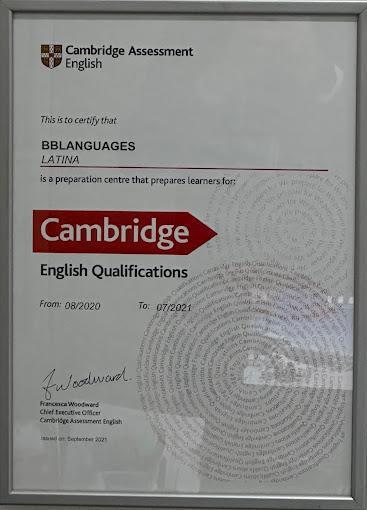 Cambridge Assessment
English
This is to certify that
BBLANGUAGES
LATINA
is a preparation centre that prepares learners for:
Cambridge
English Qualifications
From: 08/2020 To: 07/2021
F Woodward.
Francesca Woodward
Chief Executive Officer
Cambridge Assessment English
Issued on: September 2021